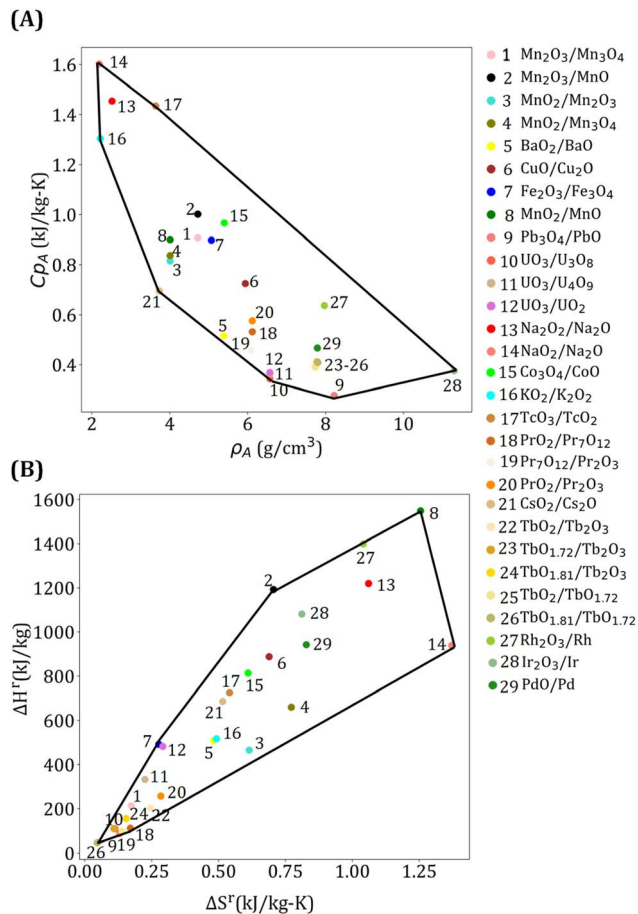 (A)
1.6
1.4
1.2
1.0
0.8
0.6
0.4
CρA (kJ/kg-K)
14
13
17
16
2
15
1
7
8
4
3
6
21
27
20
5
18
19
29
12
23-26
11
10
9
28
2
4
6
8
10
ρA (g/cm³)
(B)
1600
1400
1200
1000
800
600
400
200
0
ΔHʳ(kJ/kg)
8
27
2
13
28
29
14
6
15
17
21
4
7
12
16
5
3
11
1
20
10
24
22
18
26
9
19
0.00
0.25
0.50
0.75
1.00
1.25
ΔSʳ(kJ/kg-K)
1 Mn₂O₃/Mn₃O₄
2 Mn₂O₃/MnO
3 MnO₂/Mn₂O₃
4 MnO₂/Mn₃O₄
5 BaO₂/BaO
6 CuO/Cu₂O
7 Fe₂O₃/Fe₃O₄
8 MnO₂/MnO
9 Pb₃O₄/PbO
10 UO₃/U₃O₈
11 UO₃/U₄O₉
12 UO₃/UO₂
13 Na₂O₂/Na₂O
14 NaO₂/Na₂O
15 Co₃O₄/CoO
16 KO₂/K₂O₂
17 TcO₃/TcO₂
18 PrO₂/Pr₇O₁₂
19 Pr₇O₁₂/Pr₂O₃
20 PrO₂/Pr₂O₃
21 CsO₂/Cs₂O
22 TbO₂/Tb₂O₃
23 TbO₁.₇₂/Tb₂O₃
24 TbO₁.₈₁/Tb₂O₃
25 TbO₂/TbO₁.₇₂
26 TbO₁.₈₁/TbO₁.₇₂
27 Rh₂O₃/Rh
28 Ir₂O₃/Ir
29 PdO/Pd